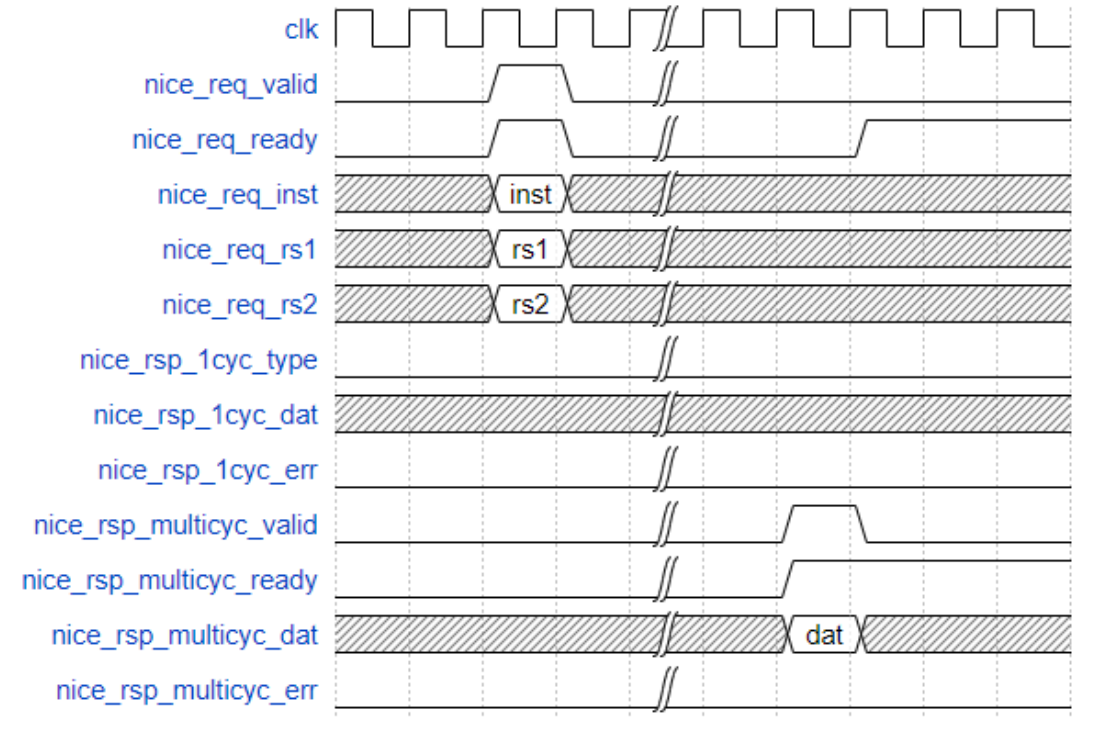 clk
nice_req_valid
nice_req_ready
nice_req_inst inst
nice_req_rs1 rs1
nice_req_rs2 rs2
nice_rsp_1cyc_type
nice_rsp_1cyc_dat
nice_rsp_1cyc_err
nice_rsp_multicyc_valid
nice_rsp_multicyc_ready
nice_rsp_multicyc_dat dat
nice_rsp_multicyc_err